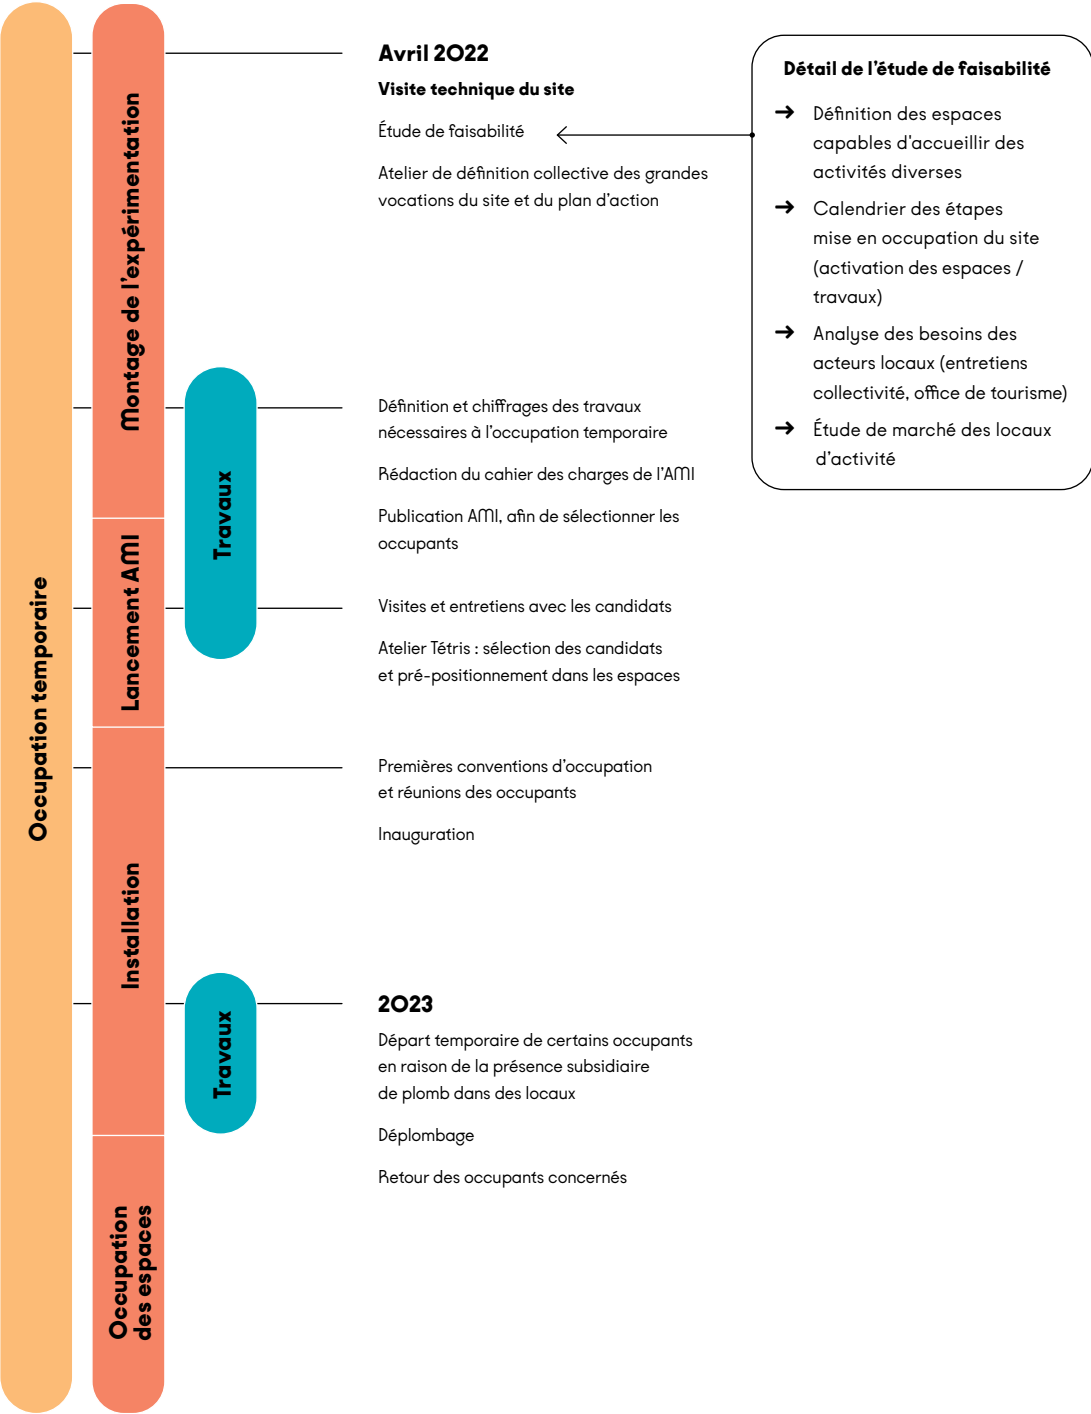 Occupation temporaire
Montage de l'expérimentation
Lancement AMI
Installation
Occupation
des espaces
Travaux
Travaux
Avril 2022
Visite technique du site
Étude de faisabilité
Atelier de définition collective des grandes
vocations du site et du plan d'action
Définition et chiffrages des travaux
nécessaires à l'occupation temporaire
Rédaction du cahier des charges de l'AMI
Publication AMI, afin de sélectionner les
occupants
Visites et entretiens avec les candidats
Atelier Tétris : sélection des candidats
et pré-positionnement dans les espaces
Premières conventions d'occupation
et réunions des occupants
Inauguration
2023
Départ temporaire de certains occupants
en raison de la présence subsidiaire
de plomb dans des locaux
Déplombage
Retour des occupants concernés
Détail de l'étude de faisabilité
➔ Définition des espaces
capables d'accueillir des
activités diverses
➔ Calendrier des étapes
mise en occupation du site
(activation des espaces /
travaux)
➔ Analyse des besoins des
acteurs locaux (entretiens
collectivité, office de tourisme)
➔ Étude de marché des locaux
d'activité